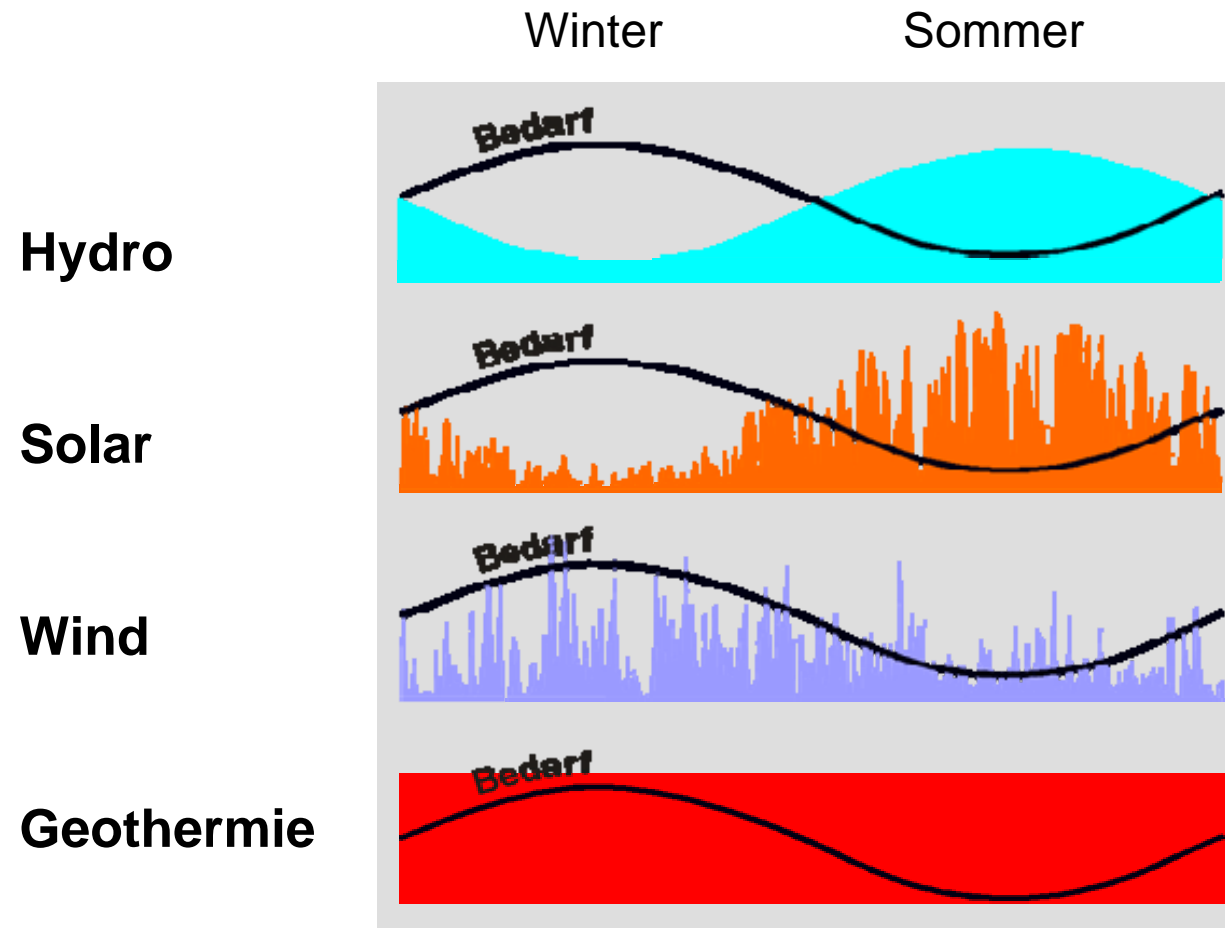 Winter Sommer
Bedarf
Hydro
Bedarf
Solar
Bedarf
Wind
Bedarf
Geothermie